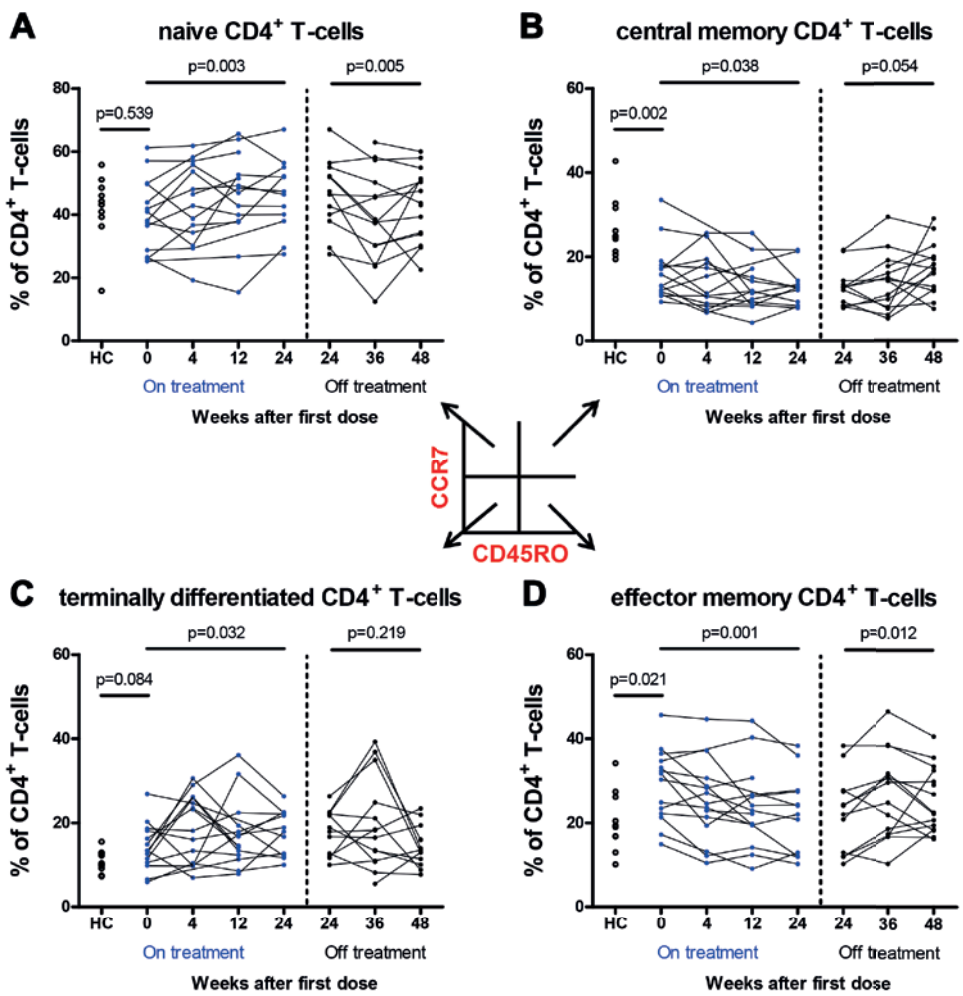 A naive CD4+ T-cells
p=0.003 p=0.005
p=0.539
% of CD4+ T-cells
80
60
40
20
0
HC 0 4 12 24 24 36 48
On treatment Off treatment
Weeks after first dose
B central memory CD4+ T-cells
p=0.038 p=0.054
p=0.002
% of CD4+ T-cells
60
40
20
0
HC 0 4 12 24 24 36 48
On treatment Off treatment
Weeks after first dose
CCR7
CD45RO
C terminally differentiated CD4+ T-cells
p=0.032 p=0.219
p=0.084
% of CD4+ T-cells
60
40
20
0
HC 0 4 12 24 24 36 48
On treatment Off treatment
Weeks after first dose
D effector memory CD4+ T-cells
p=0.001 p=0.012
p=0.021
% of CD4+ T-cells
60
40
20
0
HC 0 4 12 24 24 36 48
On treatment Off treatment
Weeks after first dose